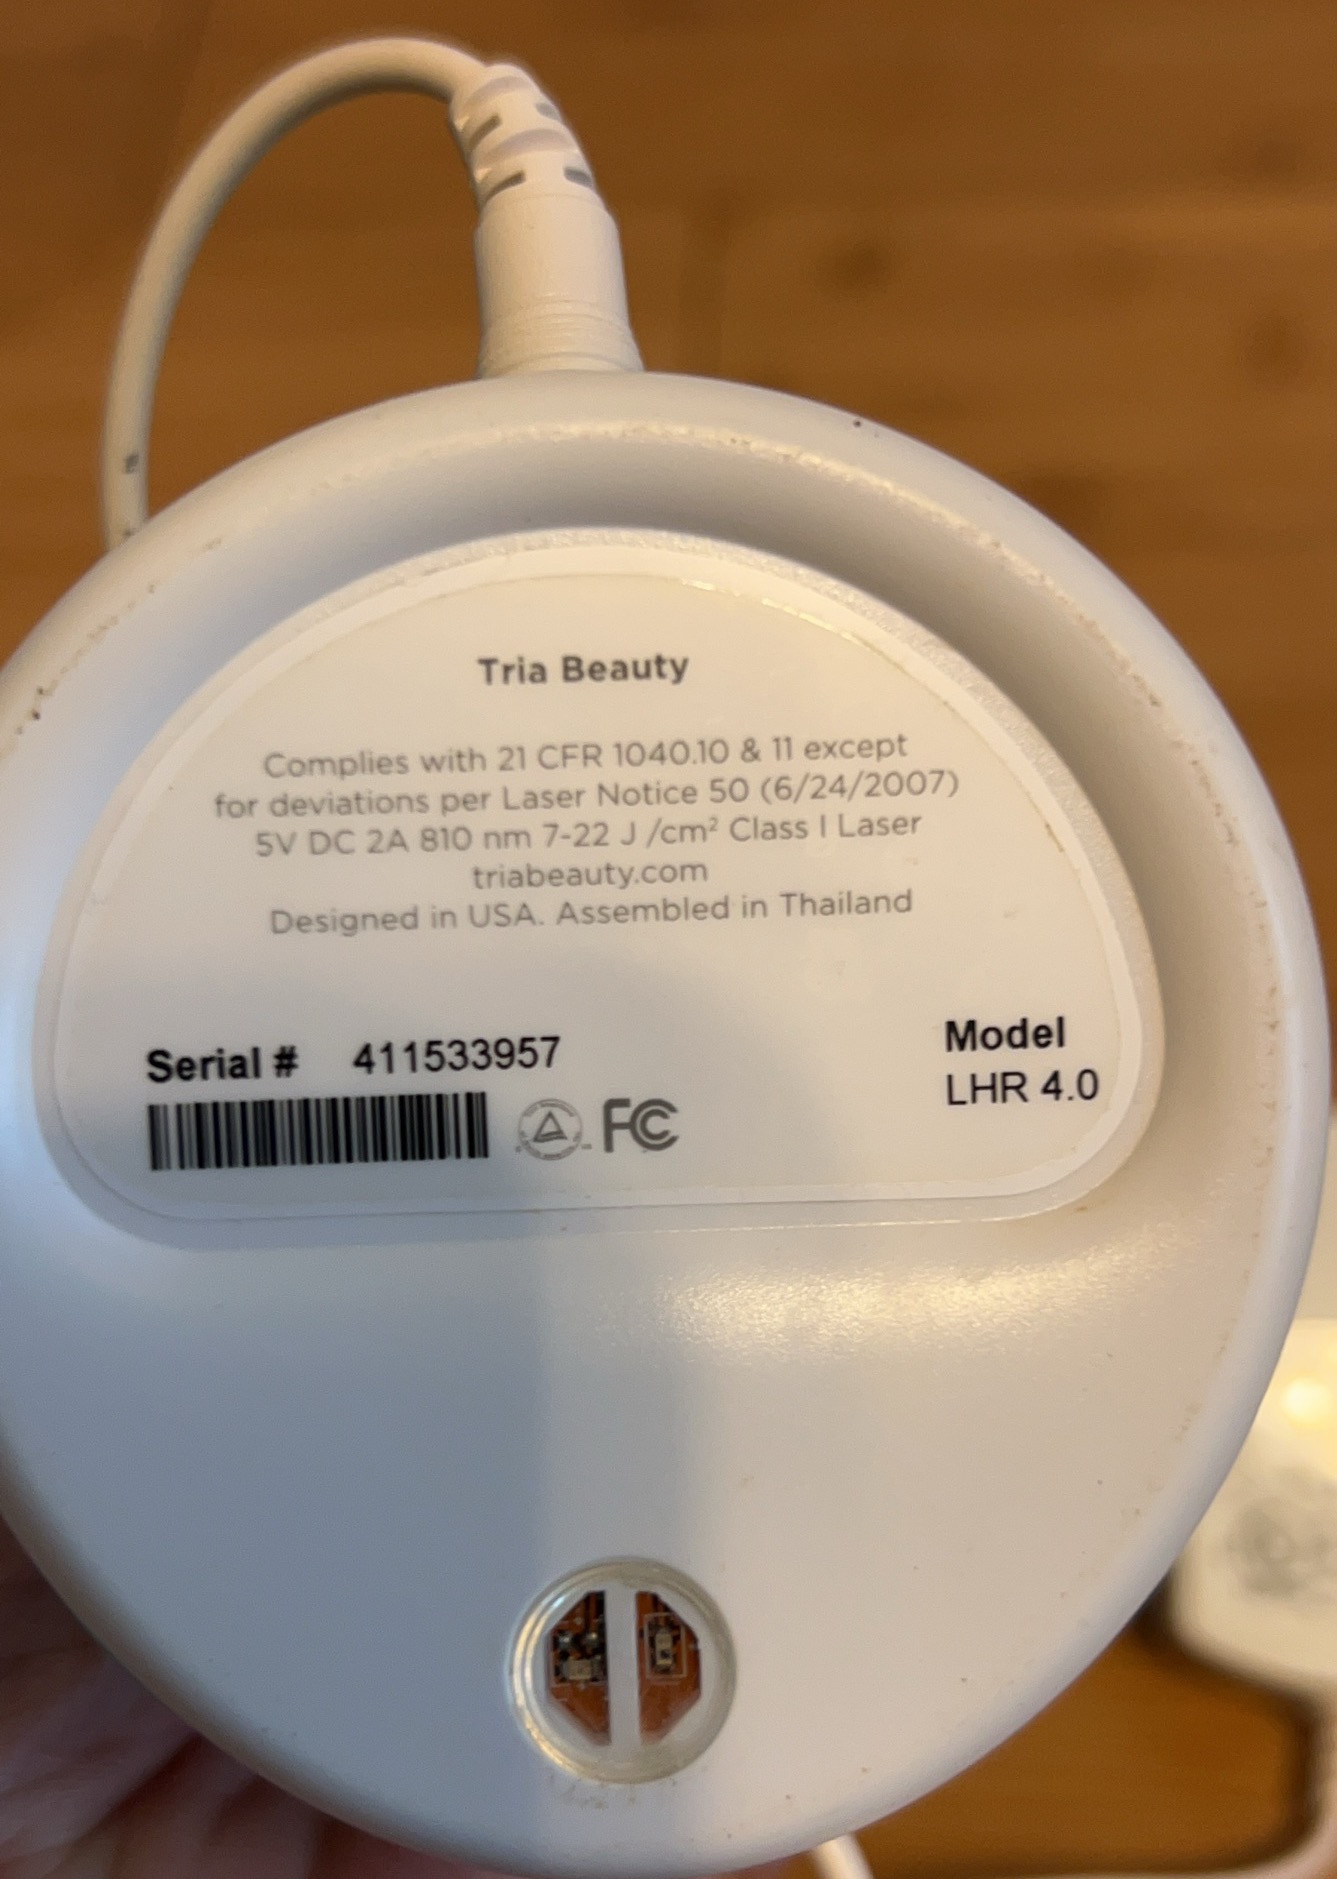 Tria Beauty
Complies with 21 CFR 1040.10 & 11 except
for deviations per Laser Notice 50 (6/24/2007)
5V DC 2A 810 nm 7-22 J /cm² Class I Laser
triabeauty.com
Designed in USA. Assembled in Thailand
Serial # 411533957
Model
LHR 4.0
FC